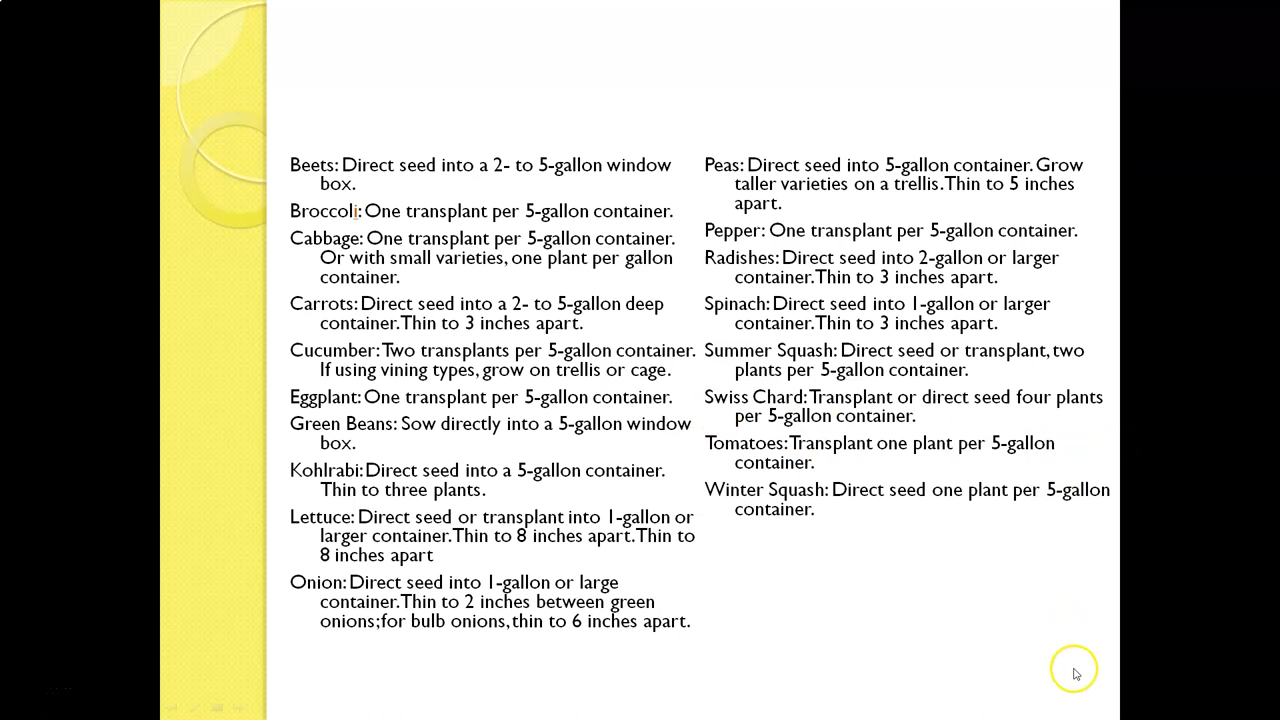 Beets: Direct seed into a 2- to 5-gallon window
box.
Broccoli: One transplant per 5-gallon container.
Cabbage: One transplant per 5-gallon container.
Or with small varieties, one plant per gallon
container.
Carrots: Direct seed into a 2- to 5-gallon deep
container. Thin to 3 inches apart.
Cucumber: Two transplants per 5-gallon container.
If using vining types, grow on trellis or cage.
Eggplant: One transplant per 5-gallon container.
Green Beans: Sow directly into a 5-gallon window
box.
Kohlrabi: Direct seed into a 5-gallon container.
Thin to three plants.
Lettuce: Direct seed or transplant into 1-gallon or
larger container. Thin to 8 inches apart. Thin to
8 inches apart
Onion: Direct seed into 1-gallon or large
container. Thin to 2 inches between green
onions; for bulb onions, thin to 6 inches apart.
Peas: Direct seed into 5-gallon container. Grow
taller varieties on a trellis. Thin to 5 inches
apart.
Pepper: One transplant per 5-gallon container.
Radishes: Direct seed into 2-gallon or larger
container. Thin to 3 inches apart.
Spinach: Direct seed into 1-gallon or larger
container. Thin to 3 inches apart.
Summer Squash: Direct seed or transplant, two
plants per 5-gallon container.
Swiss Chard: Transplant or direct seed four plants
per 5-gallon container.
Tomatoes: Transplant one plant per 5-gallon
container.
Winter Squash: Direct seed one plant per 5-gallon
container.